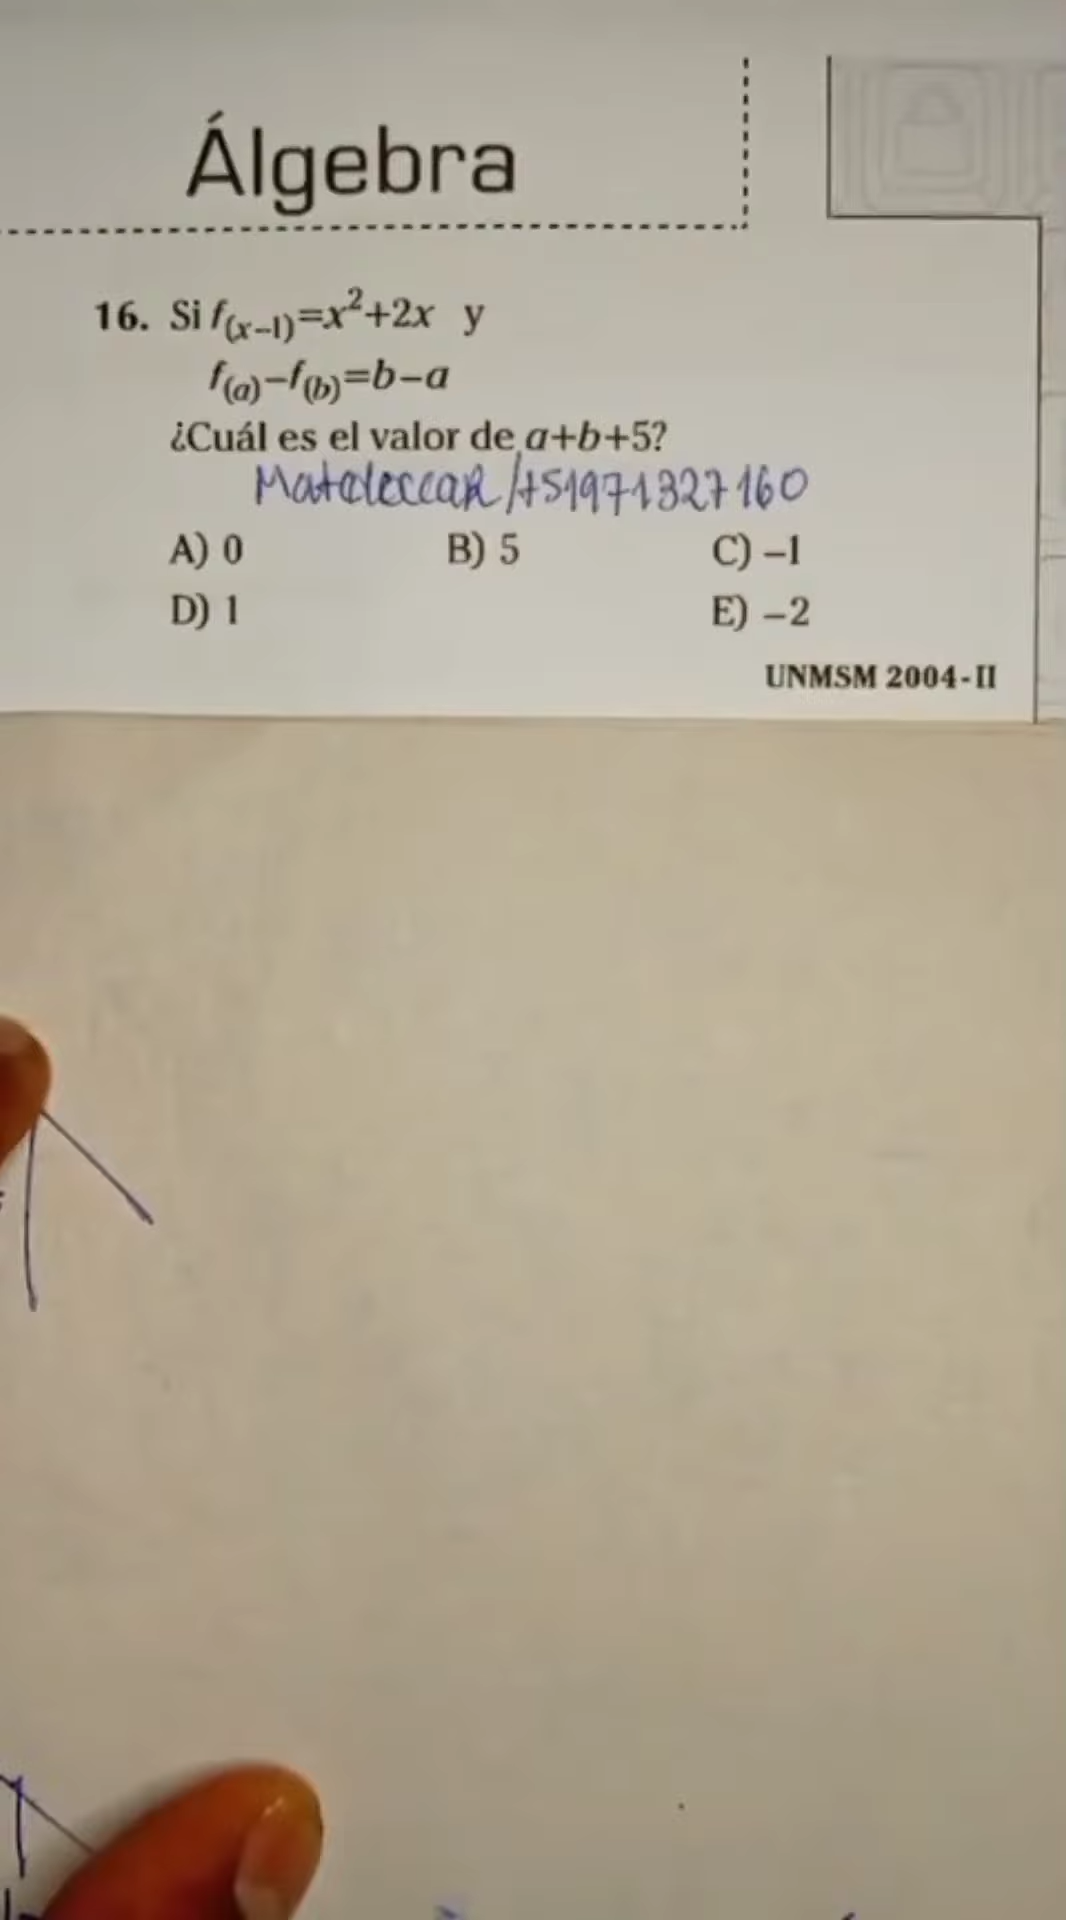 Álgebra
16. Si f(x−1)=x²+2x y
f(a)−f(b)=b−a
¿Cuál es el valor de a+b+5?
Mateleccar/+51971327160
A) 0 B) 5 C) −1
D) 1 E) −2
UNMSM 2004-II